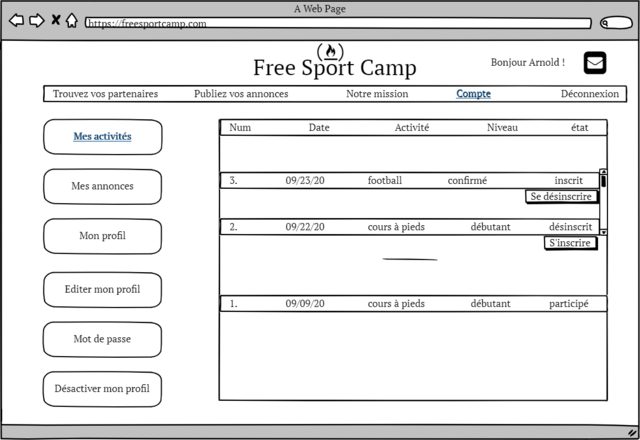 A Web Page
https://freesportcamp.com
Free Sport Camp
Bonjour Arnold !
Trouvez vos partenaires Publiez vos annonces Notre mission Compte Déconnexion
Mes activités
Mes annonces
Mon profil
Editer mon profil
Mot de passe
Désactiver mon profil
Num Date Activité Niveau état
3. 09/23/20 football confirmé inscrit
Se désinscrire
2. 09/22/20 cours à pieds débutant désinscrit
S'inscrire
1. 09/09/20 cours à pieds débutant participé